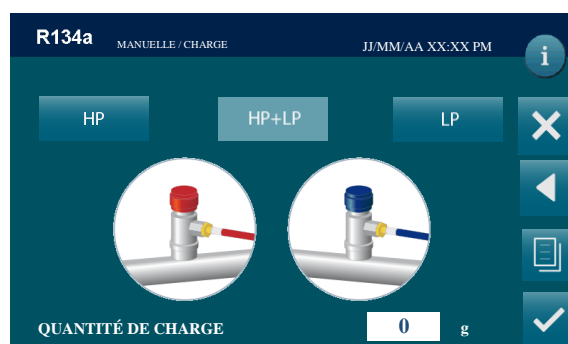 R134a MANUELLE / CHARGE JJ/MM/AA XX:XX PM
i
HP HP+LP LP
QUANTITÉ DE CHARGE 0 g